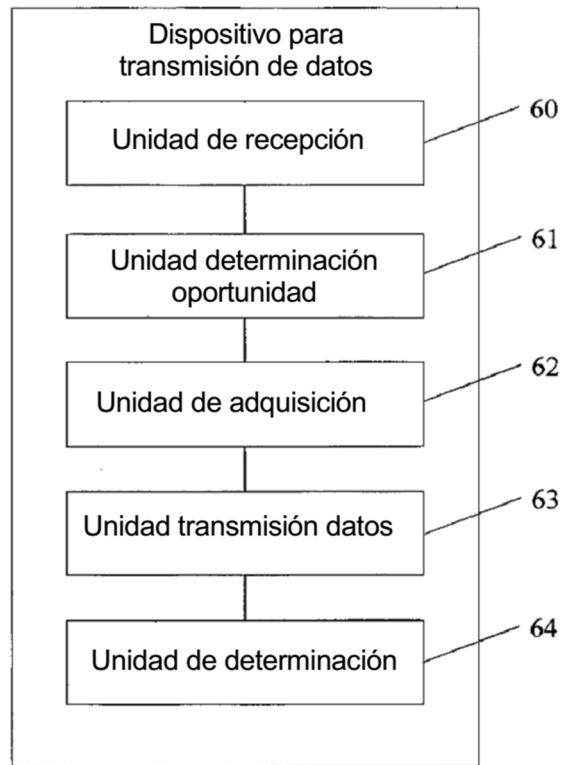 Dispositivo para
transmisión de datos
Unidad de recepción
60
Unidad determinación
oportunidad
61
Unidad de adquisición
62
Unidad transmisión datos
63
Unidad de determinación
64